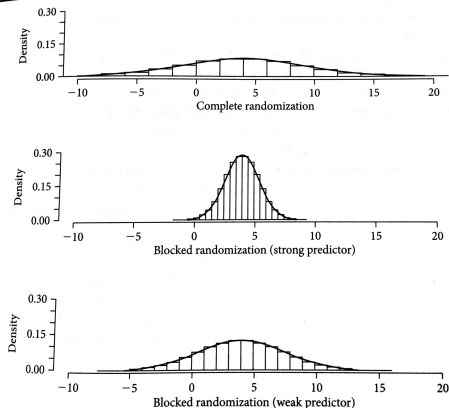 0.30
0.15
0.00
Density
−10 −5 0 5 10 15 20
Complete randomization
0.30
0.15
0.00
Density
−10 −5 0 5 10 15 20
Blocked randomization (strong predictor)
0.30
0.15
0.00
Density
−10 −5 0 5 10 15 20
Blocked randomization (weak predictor)